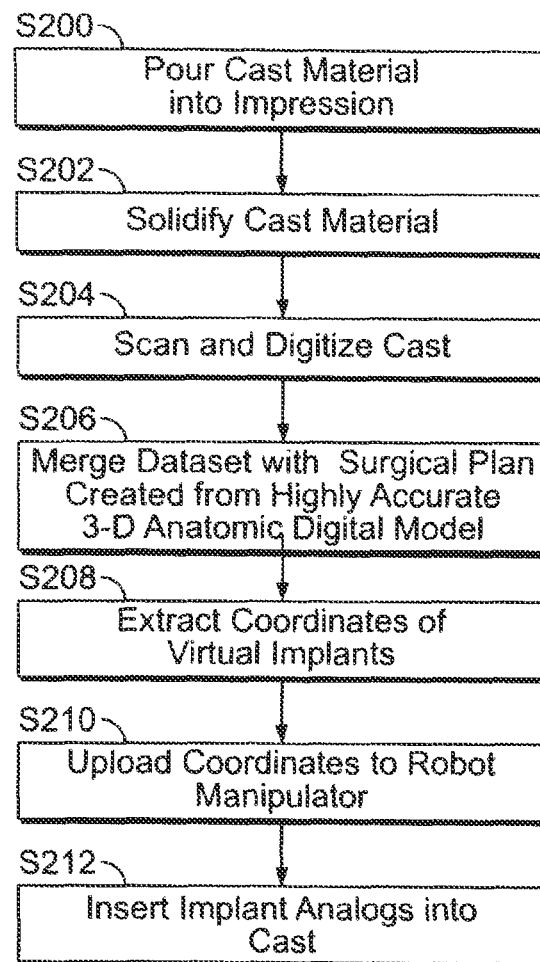 S200
Pour Cast Material
into Impression
S202
Solidify Cast Material
S204
Scan and Digitize Cast
S206
Merge Dataset with Surgical Plan
Created from Highly Accurate
3-D Anatomic Digital Model
S208
Extract Coordinates of
Virtual Implants
S210
Upload Coordinates to Robot
Manipulator
S212
Insert Implant Analogs into
Cast